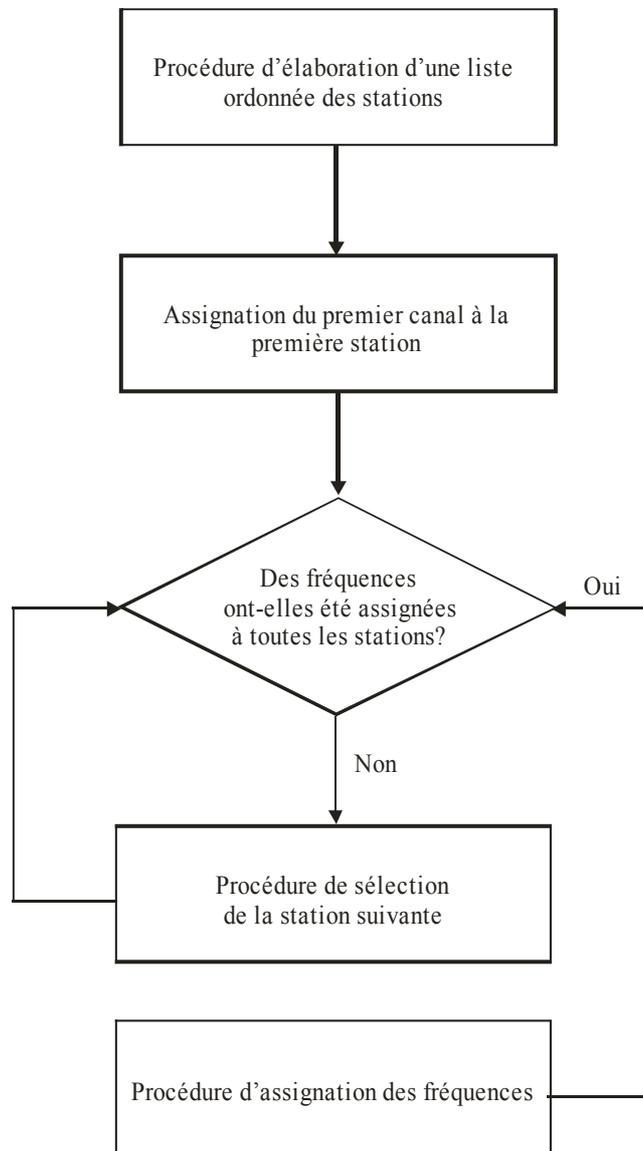 Procédure d'élaboration d'une liste
ordonnée des stations
Assignation du premier canal à la
première station
Des fréquences
ont-elles été assignées
à toutes les stations?
Oui
Non
Procédure de sélection
de la station suivante
Procédure d'assignation des fréquences